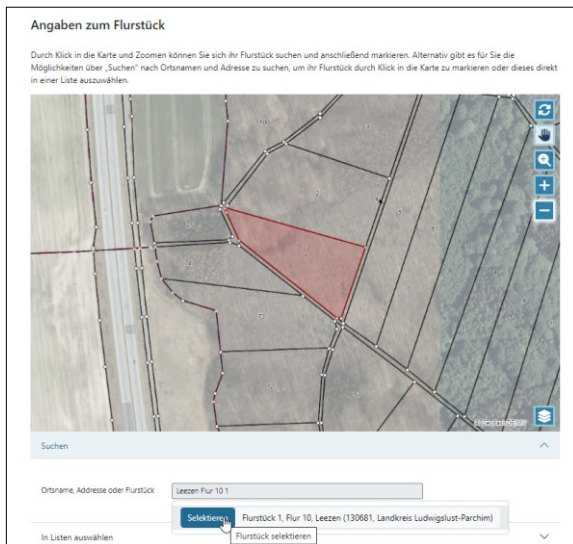 Angaben zum Flurstück
Durch Klick in die Karte und Zoomen können Sie sich ihr Flurstück suchen und anschließend markieren. Alternativ gibt es für Sie die
Möglichkeiten über „Suchen" nach Ortsnamen und Adresse zu suchen, um ihr Flurstück durch Klick in die Karte zu markieren oder dieses direkt
in einer Liste auszuwählen.
Suchen
Ortsname, Addresse oder Flurstück
Leezen Flur 10 1
Selektieren
Flurstück 1, Flur 10, Leezen (130681, Landkreis Ludwigslust-Parchim)
Flurstück selektieren
In Listen auswählen